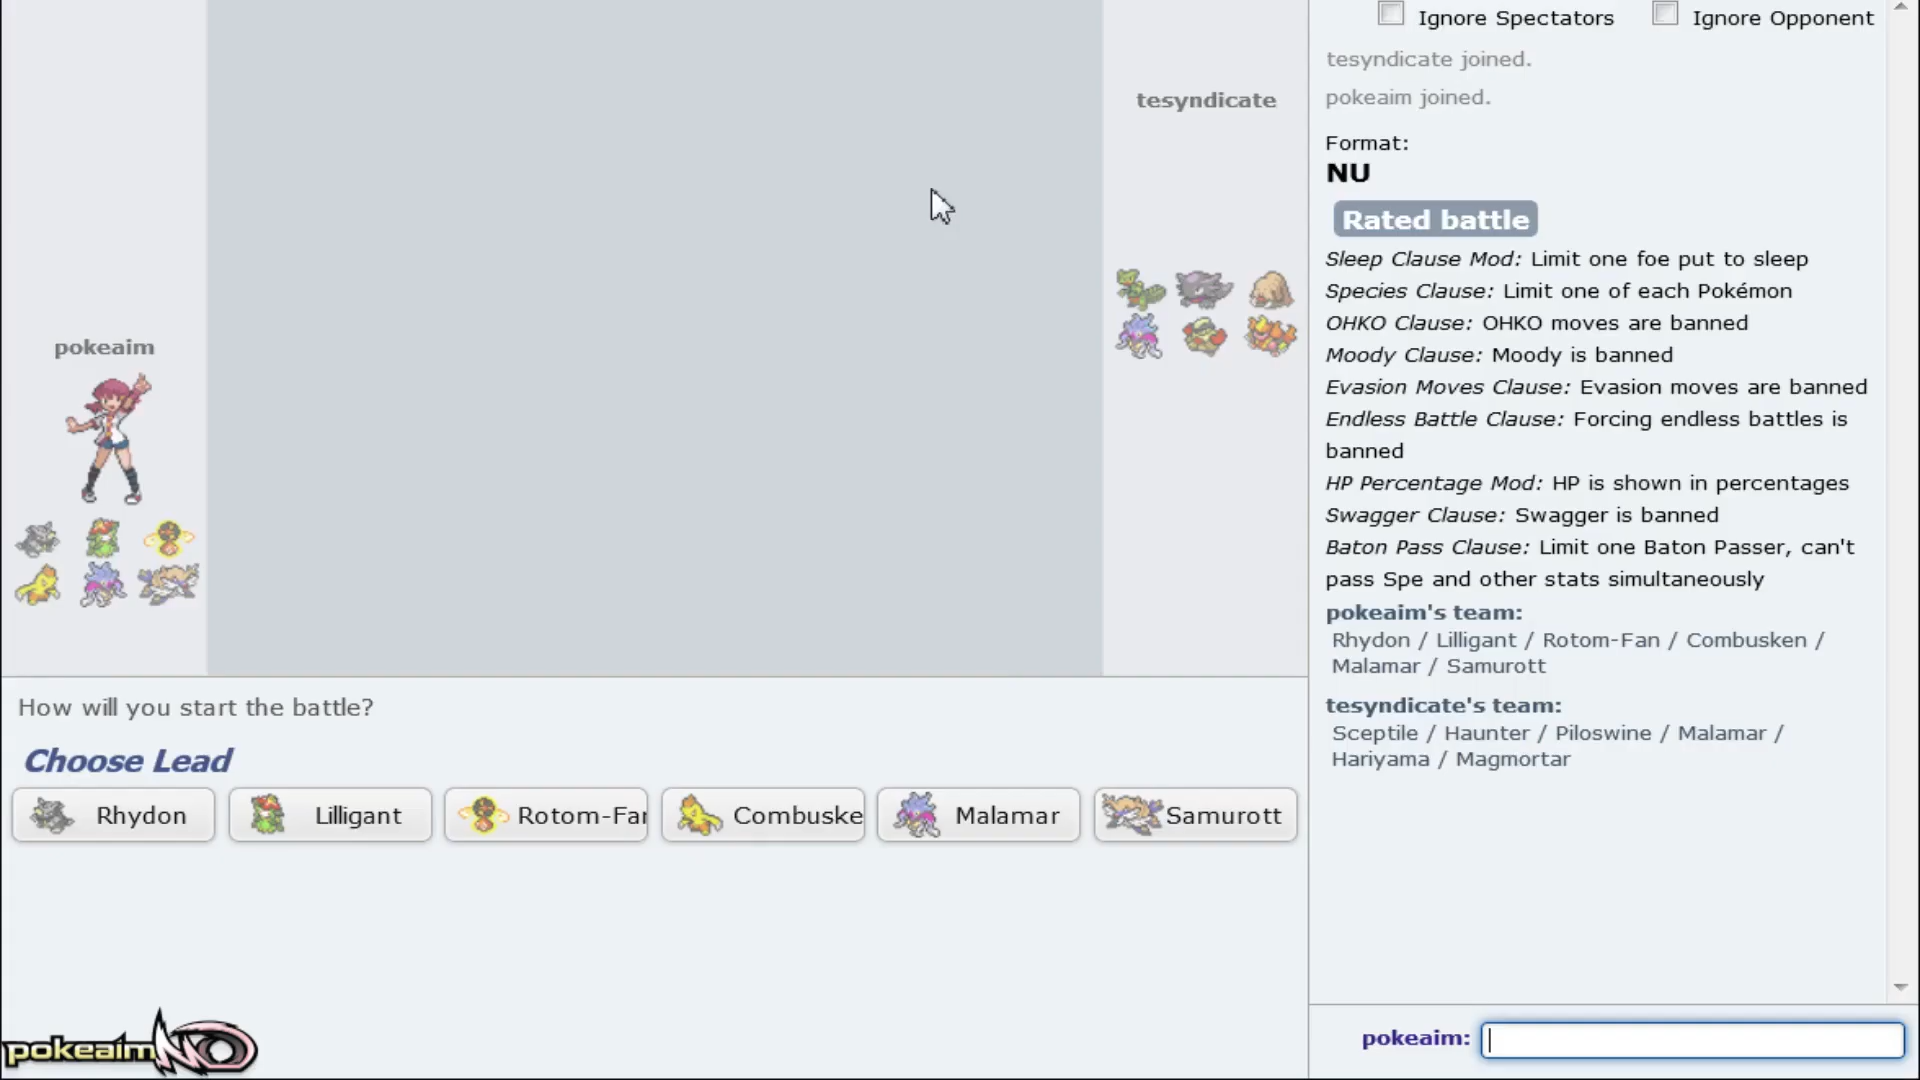 Ignore Spectators Ignore Opponent
tesyndicate joined.
pokeaim joined.
Format:
NU
Rated battle
Sleep Clause Mod: Limit one foe put to sleep
Species Clause: Limit one of each Pokémon
OHKO Clause: OHKO moves are banned
Moody Clause: Moody is banned
Evasion Moves Clause: Evasion moves are banned
Endless Battle Clause: Forcing endless battles is
banned
HP Percentage Mod: HP is shown in percentages
Swagger Clause: Swagger is banned
Baton Pass Clause: Limit one Baton Passer, can't
pass Spe and other stats simultaneously
pokeaim's team:
Rhydon / Lilligant / Rotom-Fan / Combusken /
Malamar / Samurott
tesyndicate's team:
Sceptile / Haunter / Piloswine / Malamar /
Hariyama / Magmortar
tesyndicate
pokeaim
How will you start the battle?
Choose Lead
Rhydon Lilligant Rotom-Fan Combuske Malamar Samurott
pokeaimMNO
pokeaim: